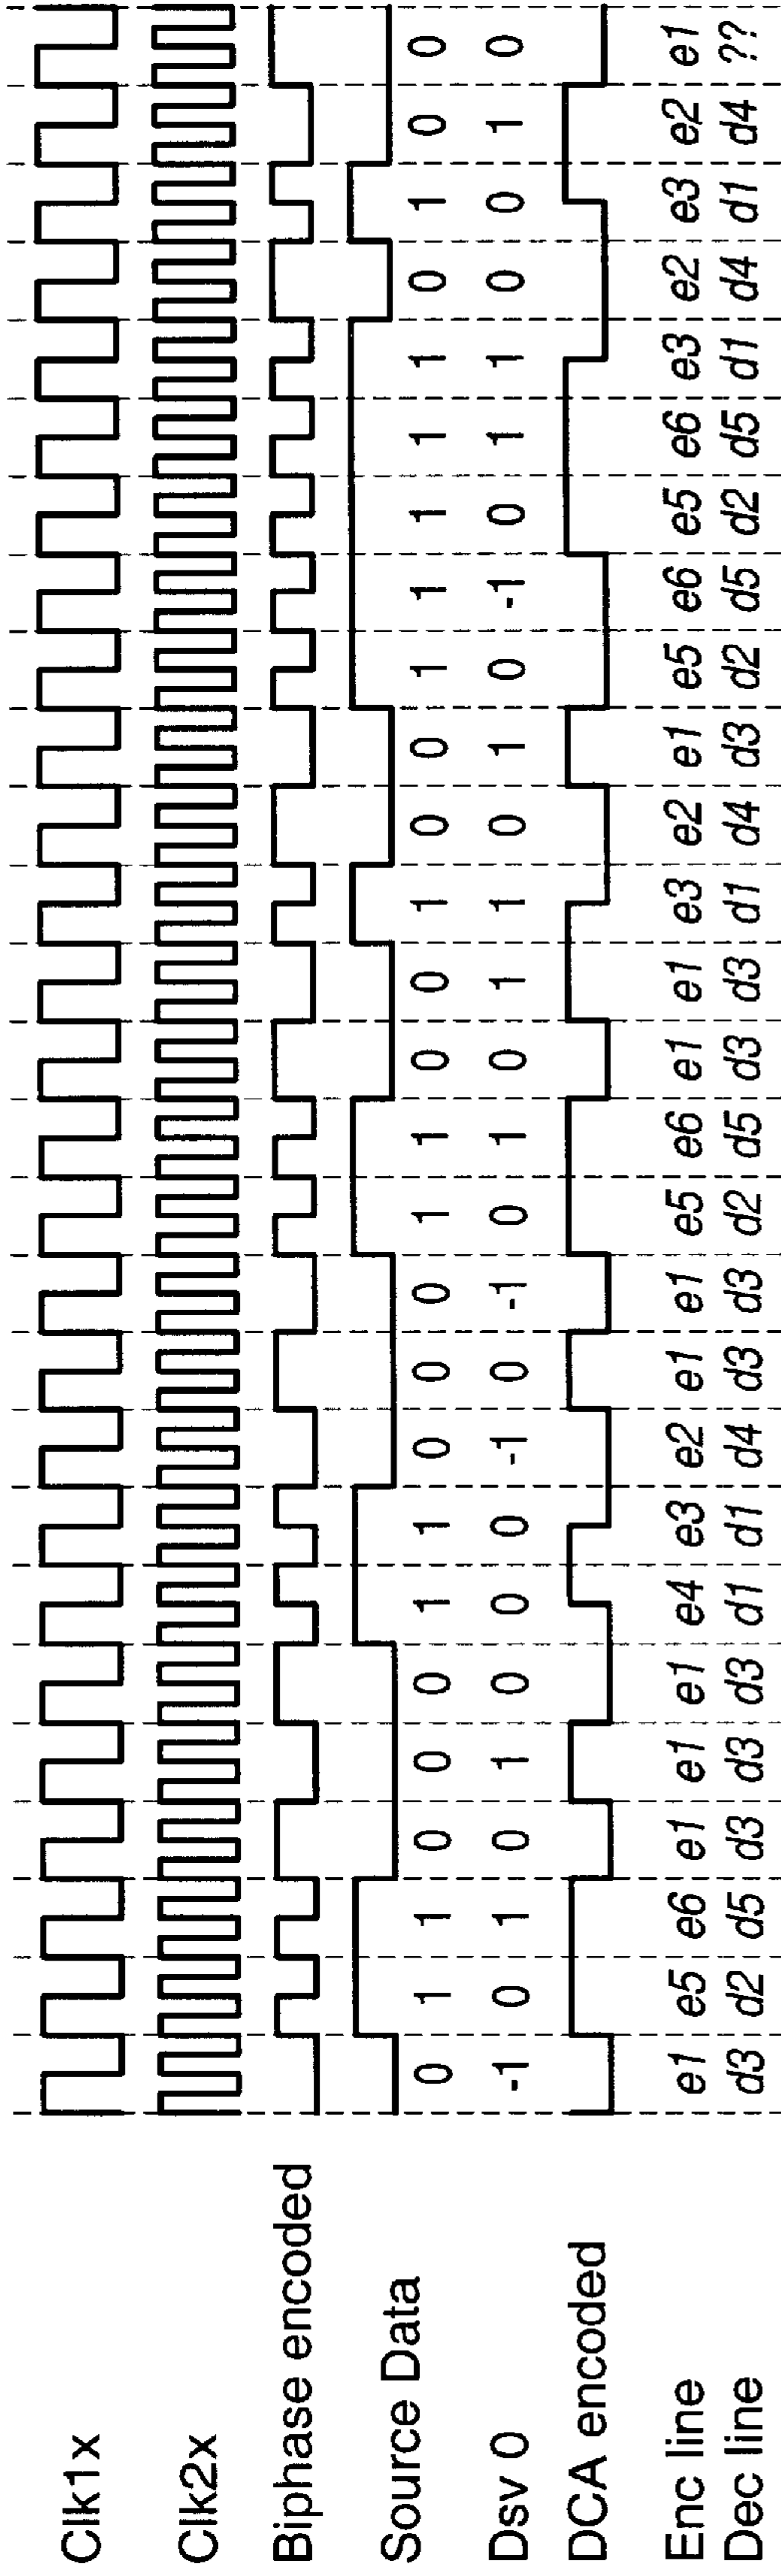 Clk1x
Clk2x
Biphase encoded
Source Data 0 1 1 0 0 0 1 1 0 0 0 1 1 0 0 1 0 0 1 1 1 1 1 0 1 0 0
Dsv 0 -1 0 1 0 1 0 0 0 -1 0 -1 0 1 0 1 1 0 1 0 -1 0 1 1 0 0 1 0
DCA encoded
Enc line e1 e5 e6 e1 e1 e1 e4 e3 e2 e1 e1 e5 e6 e1 e1 e3 e2 e1 e5 e6 e5 e6 e3 e2 e3 e2 e1
Dec line d3 d2 d5 d3 d3 d3 d1 d1 d4 d3 d3 d2 d5 d3 d3 d1 d4 d3 d2 d5 d2 d5 d1 d4 d1 d4 ??